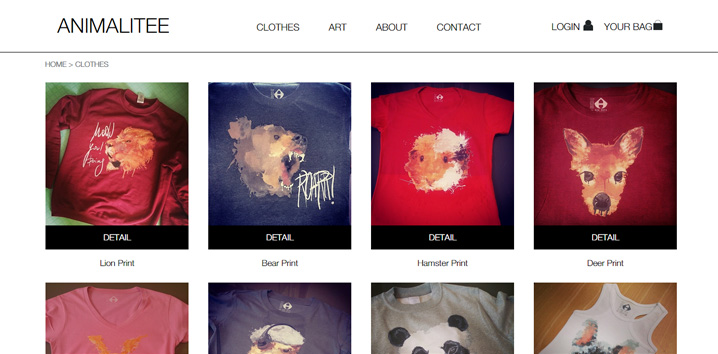 ANIMALITEE
CLOTHES ART ABOUT CONTACT
LOGIN YOUR BAG
HOME > CLOTHES
ROARR!
DETAIL DETAIL DETAIL DETAIL
Lion Print Bear Print Hamster Print Deer Print